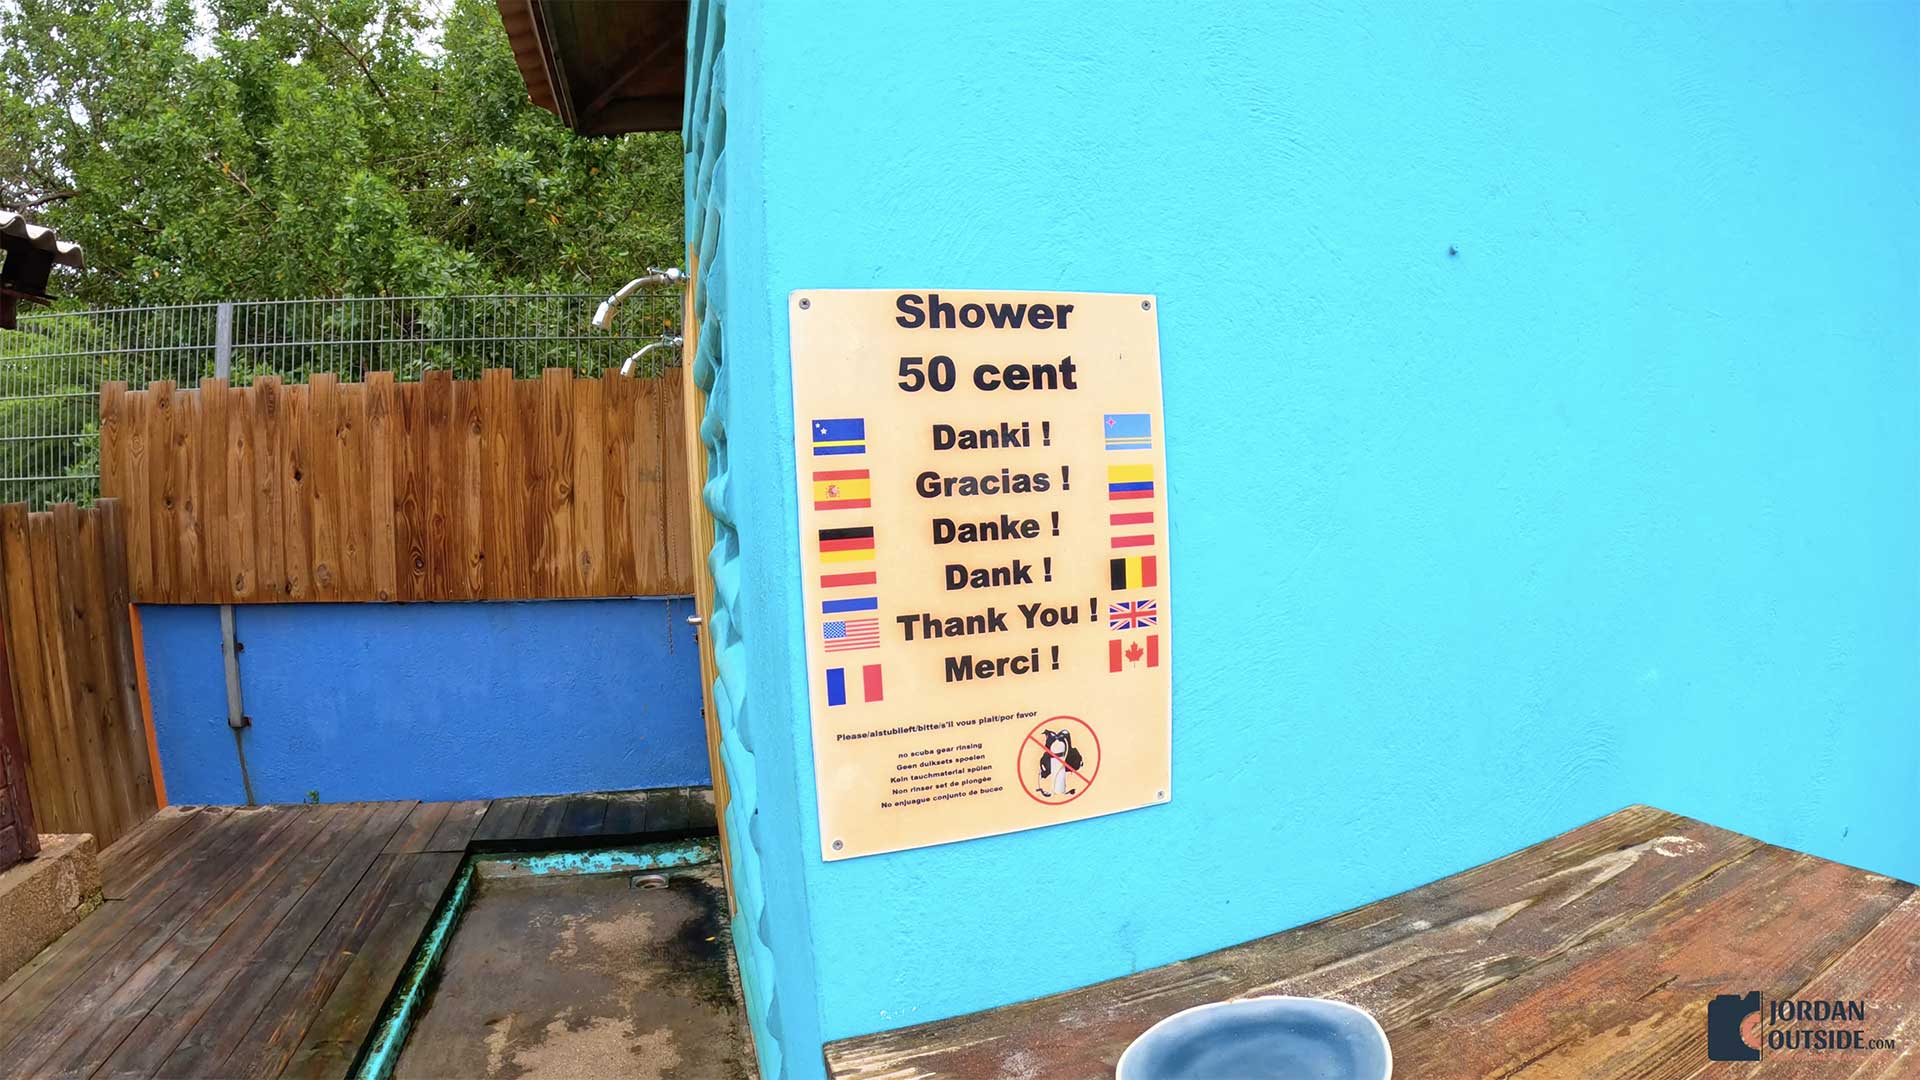 Shower
50 cent
Danki !
Gracias !
Danke !
Dank !
Thank You !
Merci !
Please/alstublieft/bitte/s'il vous plait/por favor
no scuba gear rinsing
Geen duiksets spoelen
Kein tauchmaterial spülen
Non rinser set de plongée
No enjuague conjunto de buceo
JORDAN
OUTSIDE.COM